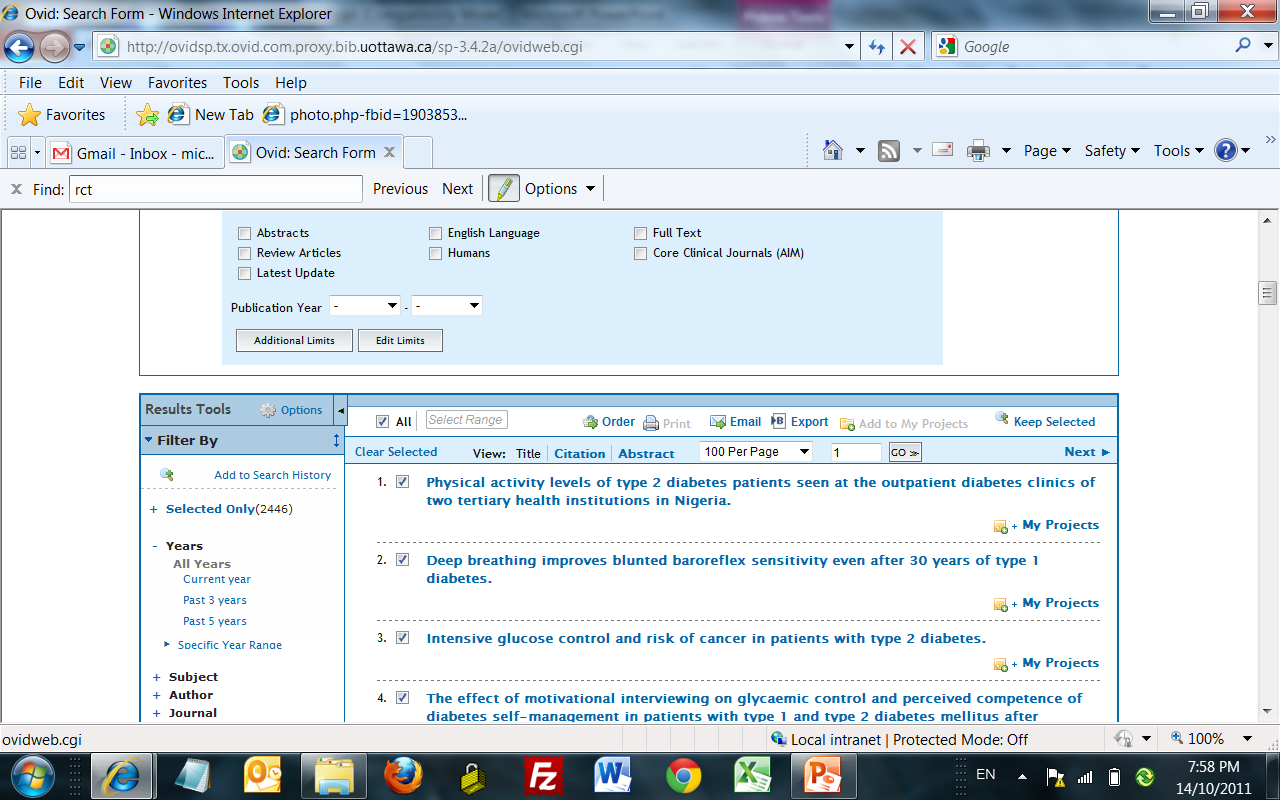 Ovid: Search Form - Windows Internet Explorer
http://ovidsp.tx.ovid.com.proxy.bib.uottawa.ca/sp-3.4.2a/ovidweb.cgi
Google
File Edit View Favorites Tools Help
Favorites New Tab photo.php-fbid=1903853...
Gmail - Inbox - mic... Ovid: Search Form Page Safety Tools
Find: rct Previous Next Options
Abstracts English Language Full Text
Review Articles Humans Core Clinical Journals (AIM)
Latest Update
Publication Year - - -
Additional Limits Edit Limits
Results Tools Options
All Select Range Order Print Email Export Add to My Projects Keep Selected
Filter By
Clear Selected View: Title Citation Abstract 100 Per Page 1 GO >> Next
Add to Search History
+ Selected Only(2446)
- Years
All Years
Current year
Past 3 years
Past 5 years
Specific Year Range
+ Subject
+ Author
+ Journal
1. Physical activity levels of type 2 diabetes patients seen at the outpatient diabetes clinics of
two tertiary health institutions in Nigeria.
+ My Projects
2. Deep breathing improves blunted baroreflex sensitivity even after 30 years of type 1
diabetes.
+ My Projects
3. Intensive glucose control and risk of cancer in patients with type 2 diabetes.
+ My Projects
4. The effect of motivational interviewing on glycaemic control and perceived competence of
diabetes self-management in patients with type 1 and type 2 diabetes mellitus after
ovidweb.cgi Local intranet | Protected Mode: Off 100%
EN 7:58 PM
14/10/2011